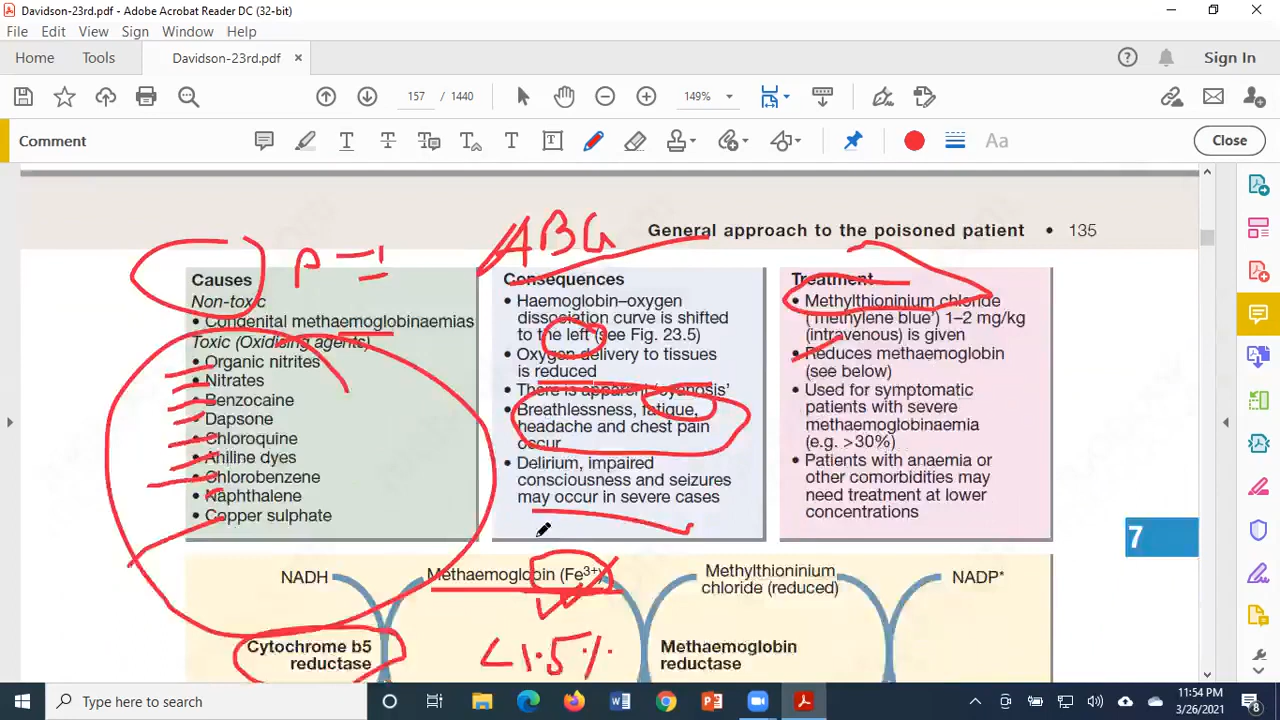 Davidson-23rd.pdf - Adobe Acrobat Reader DC (32-bit)
File Edit View Sign Window Help
Home Tools Davidson-23rd.pdf × Sign In
157 / 1440 149%
Comment Aa Close
ABG
General approach to the poisoned patient • 135
Causes
Non-toxic
• Congenital methaemoglobinaemias
Toxic (Oxidising agents)
• Organic nitrites
• Nitrates
• Benzocaine
• Dapsone
• Chloroquine
• Aniline dyes
• Chlorobenzene
• Naphthalene
• Copper sulphate
Consequences
• Haemoglobin–oxygen
dissociation curve is shifted
to the left (see Fig. 23.5)
• Oxygen delivery to tissues
is reduced
• There is apparent 'cyanosis'
• Breathlessness, fatigue,
headache and chest pain
occur
• Delirium, impaired
consciousness and seizures
may occur in severe cases
Treatment
• Methylthioninium chloride
('methylene blue') 1–2 mg/kg
(intravenous) is given
• Reduces methaemoglobin
(see below)
• Used for symptomatic
patients with severe
methaemoglobinaemia
(e.g. >30%)
• Patients with anaemia or
other comorbidities may
need treatment at lower
concentrations
7
NADH
Methaemoglobin (Fe³⁺)
Methylthioninium
chloride (reduced)
NADP⁺
Cytochrome b5
reductase
<1.5%
Methaemoglobin
reductase
Type here to search
11:54 PM
3/26/2021
8